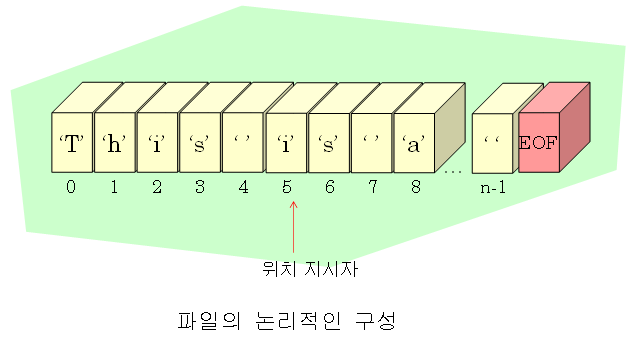 ‘T’ ‘h’ ‘i’ ‘s’ ‘ ’ ‘i’ ‘s’ ‘ ’ ‘a’ ‘ ‘ EOF
0 1 2 3 4 5 6 7 8 ... n-1
위치 지시자
파일의 논리적인 구성